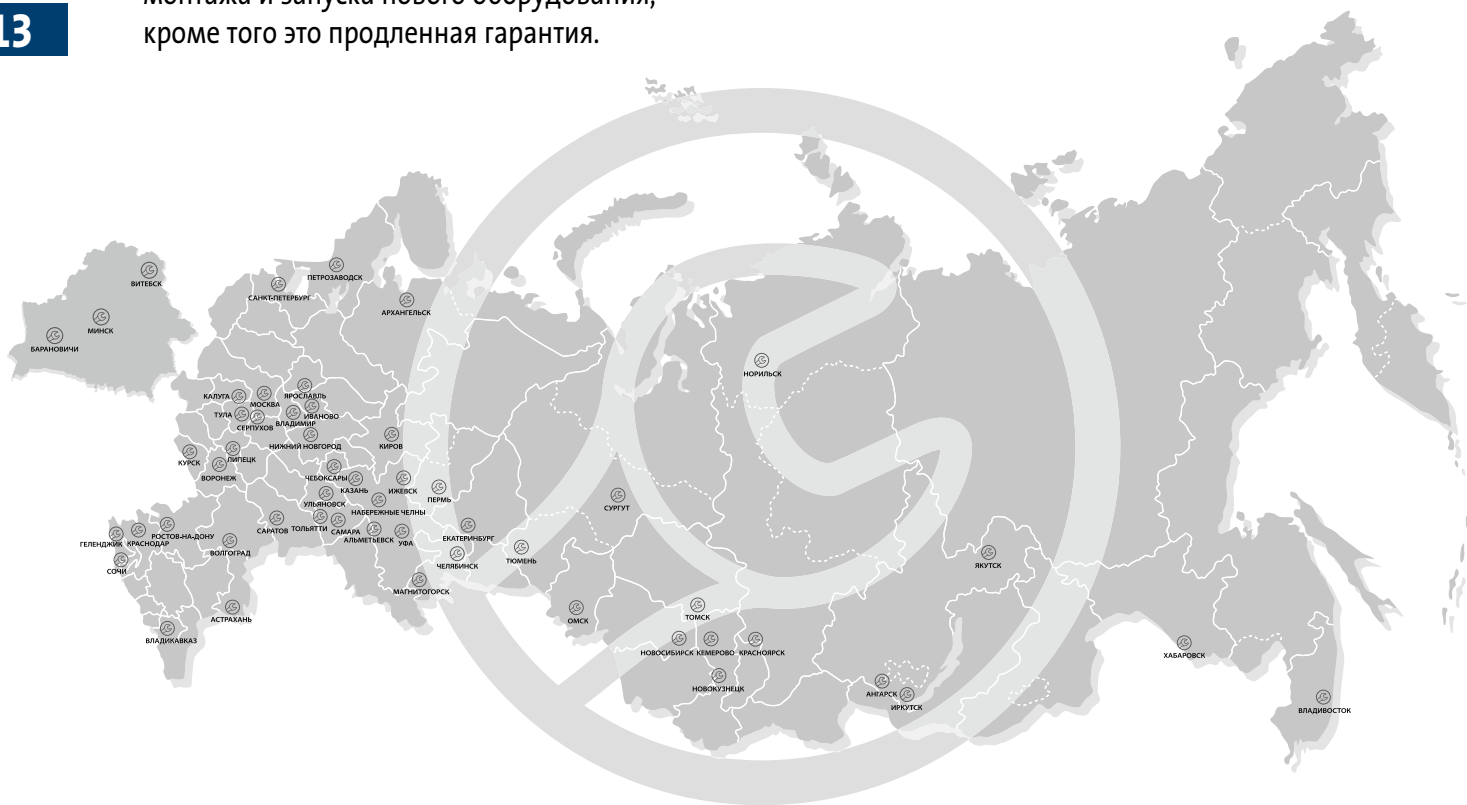 монтажа и запуска нового оборудования,
13
кроме того это продленная гарантия.
ПЕТРОЗАВОДСК
ВИТЕБСК
САНКТ-ПЕТЕРБУРГ
АРХАНГЕЛЬСК
МИНСК
БАРАНОВИЧИ
НОРИЛЬСК
КАЛУГА
ЯРОСЛАВЛЬ
МОСКВА
ТУЛА
ИВАНОВО
СЕРПУХОВ
ВЛАДИМИР
НИЖНИЙ НОВГОРОД
КИРОВ
КУРСК
ЛИПЕЦК
ВОРОНЕЖ
ЧЕБОКСАРЫ
КАЗАНЬ
ИЖЕВСК
ПЕРМЬ
УЛЬЯНОВСК
НАБЕРЕЖНЫЕ ЧЕЛНЫ
СУРГУТ
ГЕЛЕНДЖИК
КРАСНОДАР
РОСТОВ-НА-ДОНУ
САРАТОВ
ТОЛЬЯТТИ
САМАРА
АЛЬМЕТЬЕВСК
УФА
ЕКАТЕРИНБУРГ
ВОЛГОГРАД
ЧЕЛЯБИНСК
ТЮМЕНЬ
СОЧИ
ЯКУТСК
МАГНИТОГОРСК
АСТРАХАНЬ
ОМСК
ТОМСК
ВЛАДИКАВКАЗ
НОВОСИБИРСК
КЕМЕРОВО
КРАСНОЯРСК
ХАБАРОВСК
НОВОКУЗНЕЦК
АНГАРСК
ИРКУТСК
ВЛАДИВОСТОК